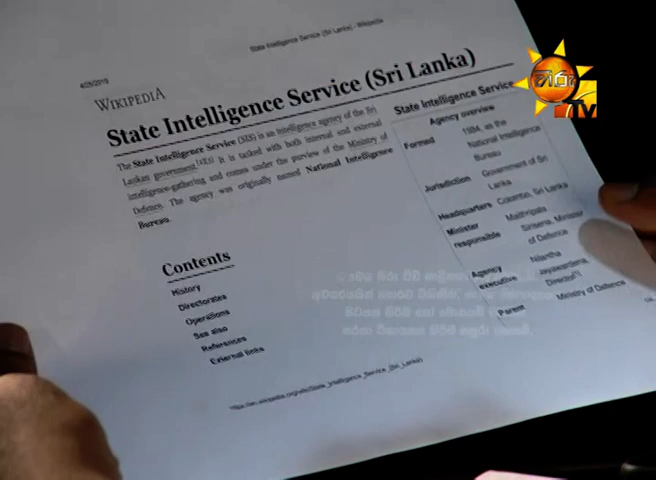 State Intelligence Service (Sri Lanka) - Wikipedia
WIKIPEDIA
State Intelligence Service (Sri Lanka)
The State Intelligence Service (SIS) is an intelligence agency of the Sri
Lankan government. It is tasked with both internal and external
intelligence-gathering and comes under the purview of the Ministry of
Defence. The agency was originally named National Intelligence
Bureau.
State Intelligence Service
Agency overview
Formed 1984, as the
National Intelligence
Bureau
Jurisdiction Government of Sri
Lanka
Headquarters Colombo, Sri Lanka
Minister Maithripala
responsible Sirisena, Minister
of Defence
Agency Nilantha
executive Jayawardena,
Director[1]
Parent Ministry of Defence
Contents
History
Directorates
Operations
See also
References
External links
https://en.wikipedia.org/wiki/State_Intelligence_Service_(Sri_Lanka)
හිරු
TV